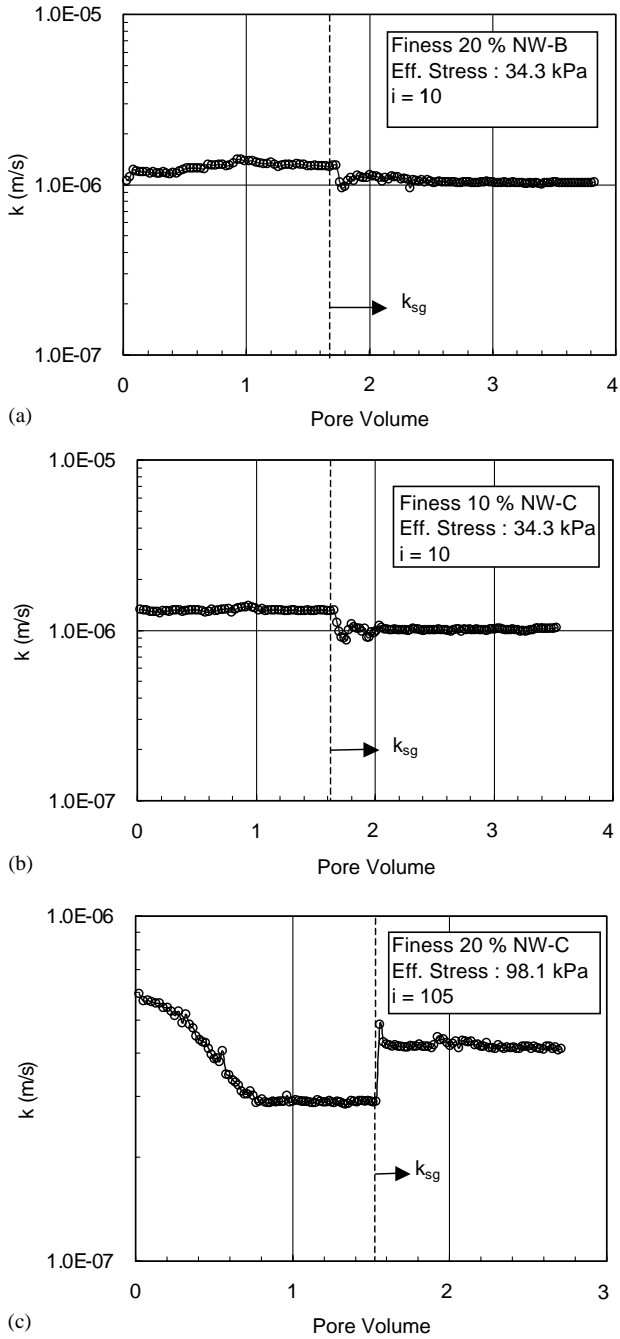 1.0E-05
Finess 20 % NW-B
Eff. Stress : 34.3 kPa
i = 10
k (m/s)
1.0E-06
ksg
1.0E-07
0 1 2 3 4
(a)
Pore Volume
1.0E-05
Finess 10 % NW-C
Eff. Stress : 34.3 kPa
i = 10
k (m/s)
1.0E-06
ksg
1.0E-07
0 1 2 3 4
(b)
Pore Volume
1.0E-06
Finess 20 % NW-C
Eff. Stress : 98.1 kPa
i = 105
k (m/s)
ksg
1.0E-07
0 1 2 3
(c)
Pore Volume